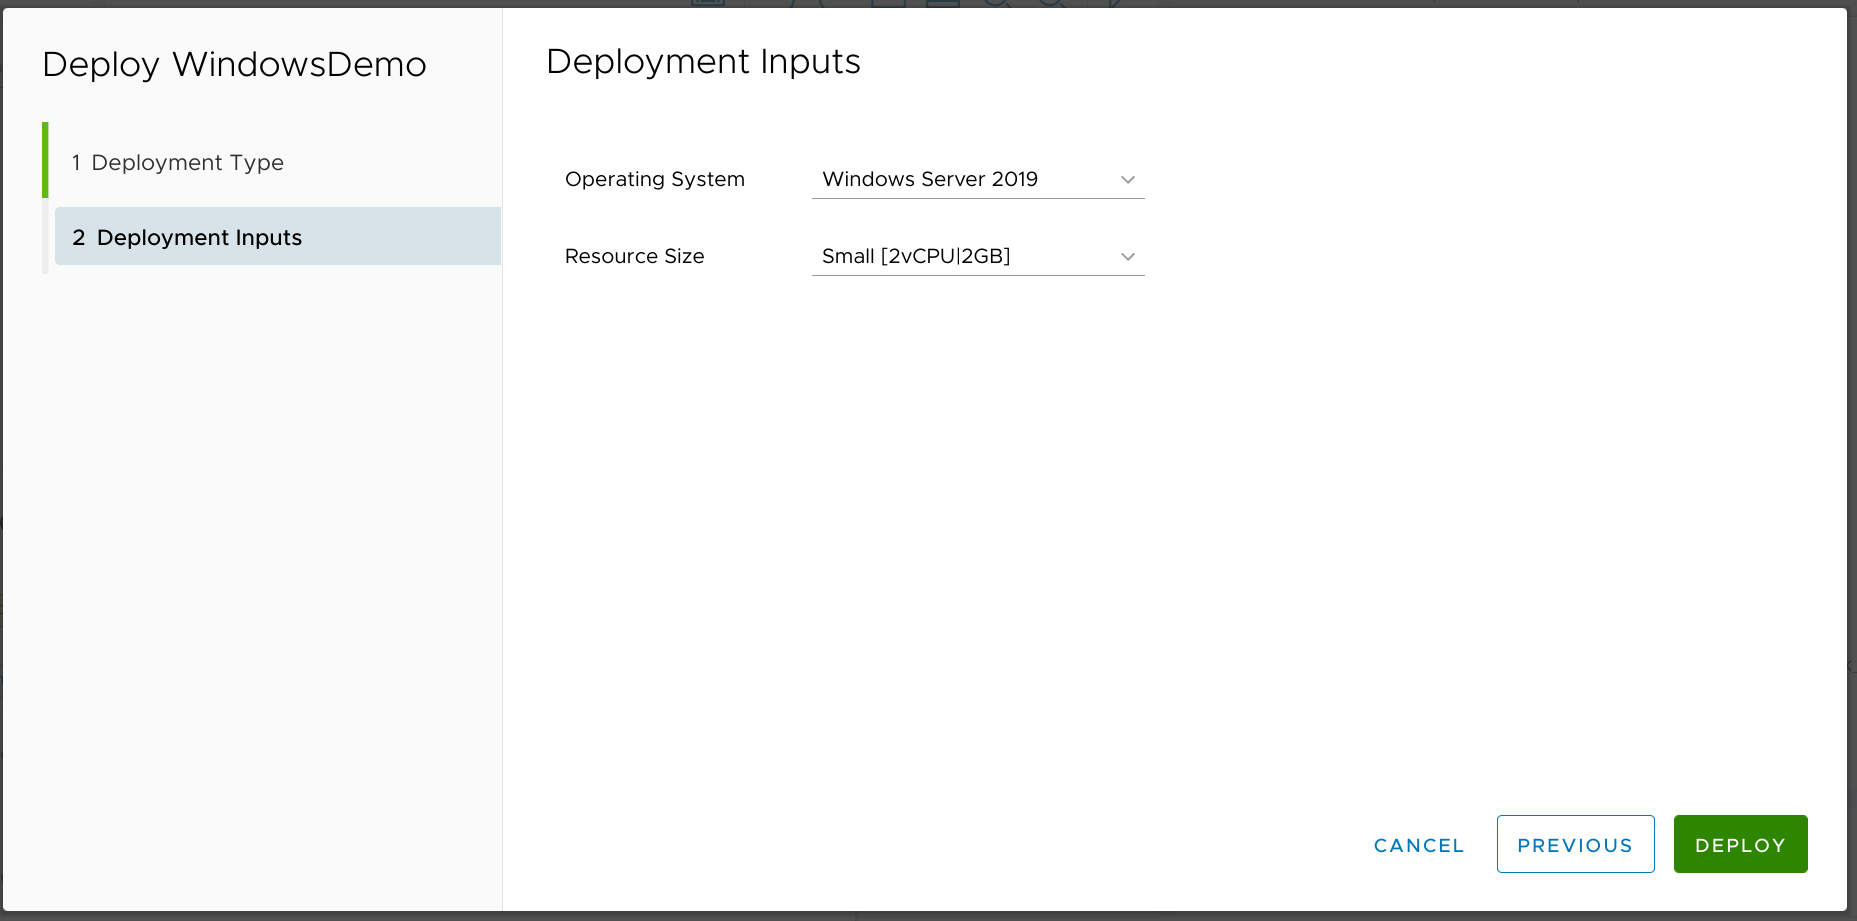 Deploy WindowsDemo
1 Deployment Type
2 Deployment Inputs
Deployment Inputs
Operating System
Windows Server 2019
Resource Size
Small [2vCPU|2GB]
CANCEL
PREVIOUS
DEPLOY